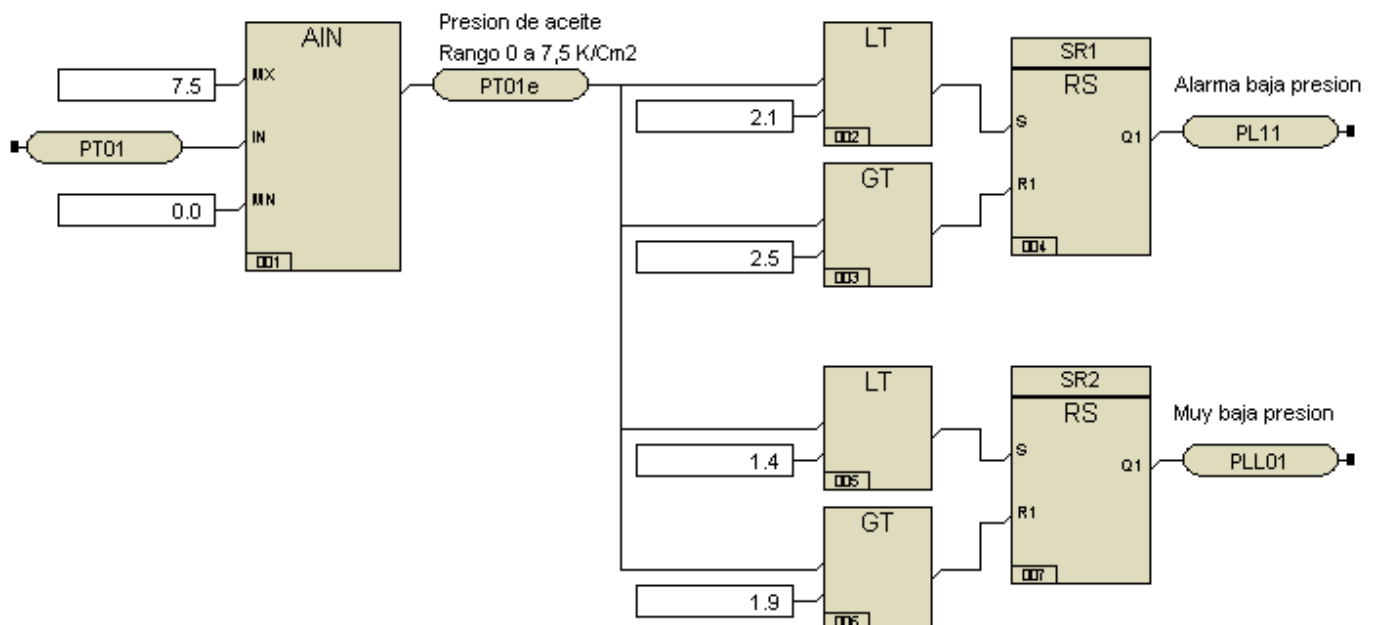 AIN
Presion de aceite
Rango 0 a 7,5 K/Cm2
7.5
MX
PT01e
PT01
IN
0.0
MN
001
LT
2.1
002
GT
2.5
003
SR1
RS
S
Q1
R1
004
Alarma baja presion
PL11
LT
1.4
005
GT
1.9
006
SR2
RS
S
Q1
R1
007
Muy baja presion
PLL01